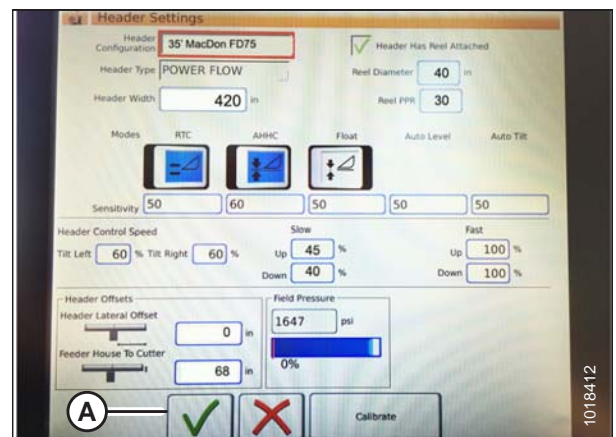 Header Settings
Header Configuration 35' MacDon FD75
Header Has Reel Attached
Header Type POWER FLOW
Reel Diameter 40 in
Header Width 420 in
Reel PPR 30
Modes RTC AHHC Float Auto Level Auto Tilt
Sensitivity 50 60 50 50 50
Header Control Speed Slow Fast
Tilt Left 60 % Tilt Right 60 % Up 45 % Up 100 %
Down 40 % Down 100 %
Header Offsets Field Pressure
Header Lateral Offset 0 in 1647 psi
Feeder House To Cutter 68 in 0%
A Calibrate
1018412